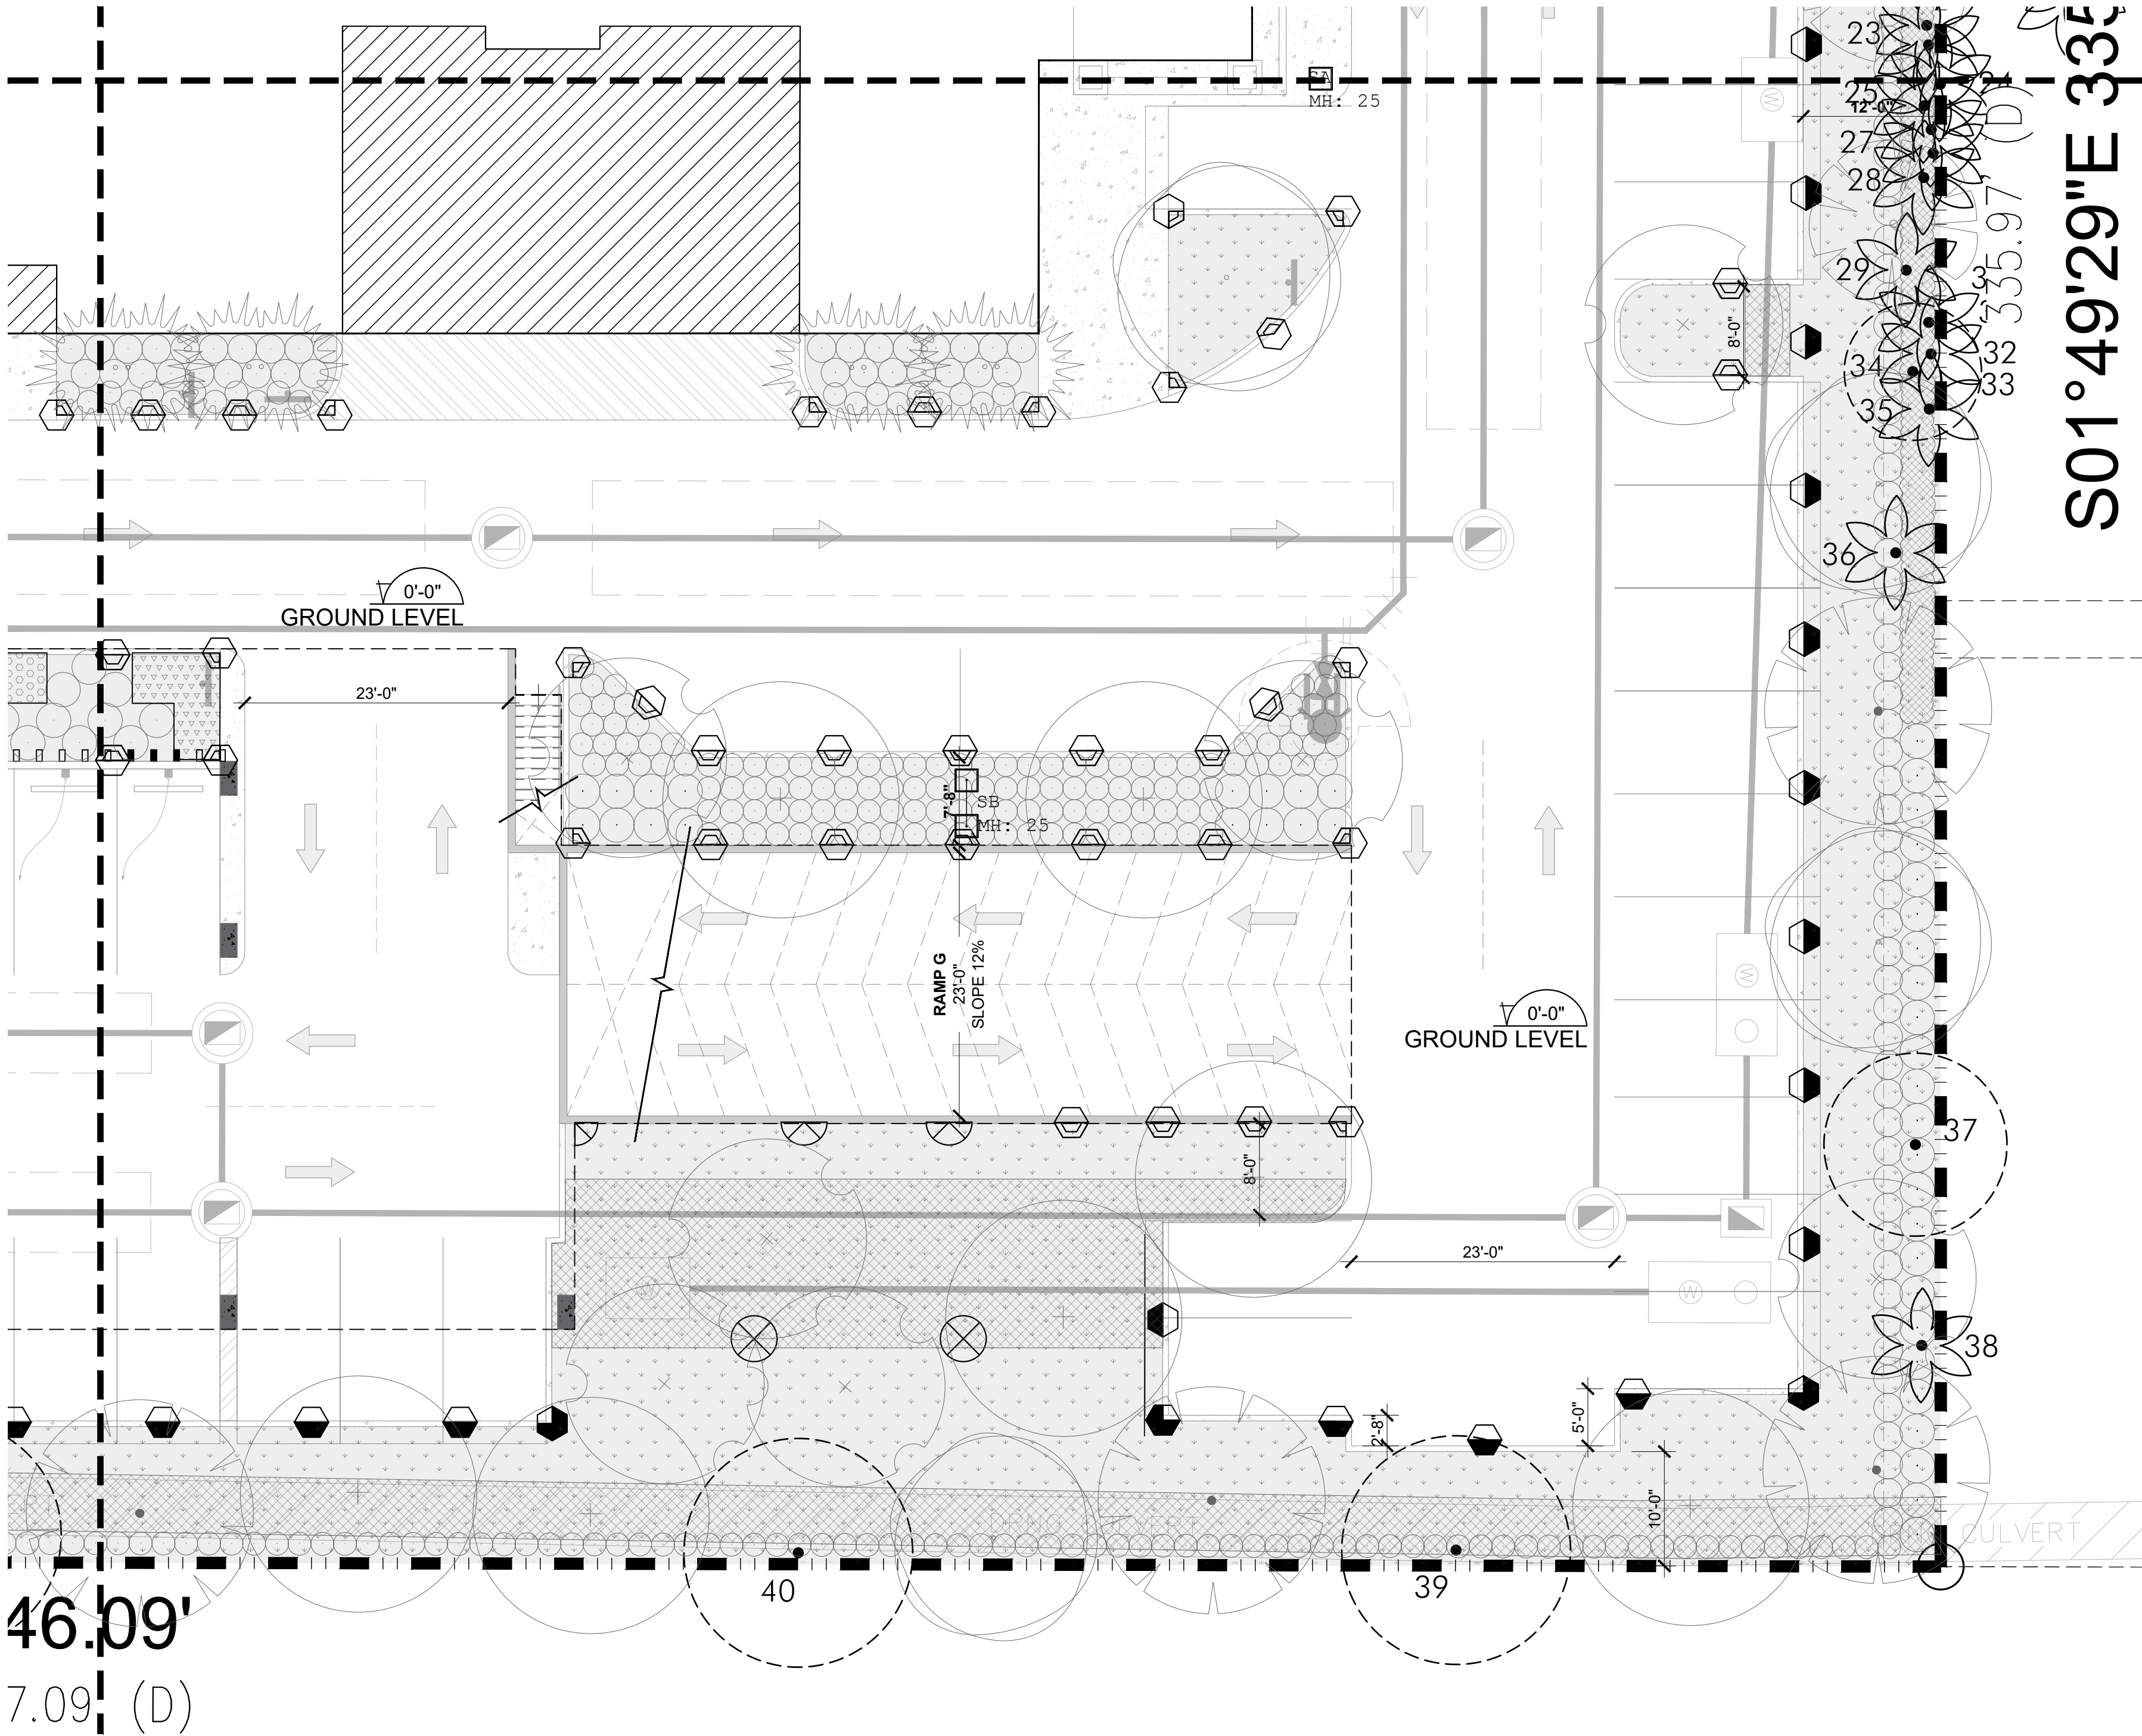 23
24
SA
MH: 25
25
12'-0"
27
28
(D)
335.97'
S01°49'29"E 335
29
8'-0"
32
34
33
35
36
0'-0"
GROUND LEVEL
23'-0"
7'-8"
SB
MH: 25
RAMP G
23'-0"
SLOPE 12%
0'-0"
GROUND LEVEL
W
W
W
W
37
8'-0"
23'-0"
38
2'-8"
5'-0"
10'-0"
CULVERT
40
39
46.09'
7.09 (D)